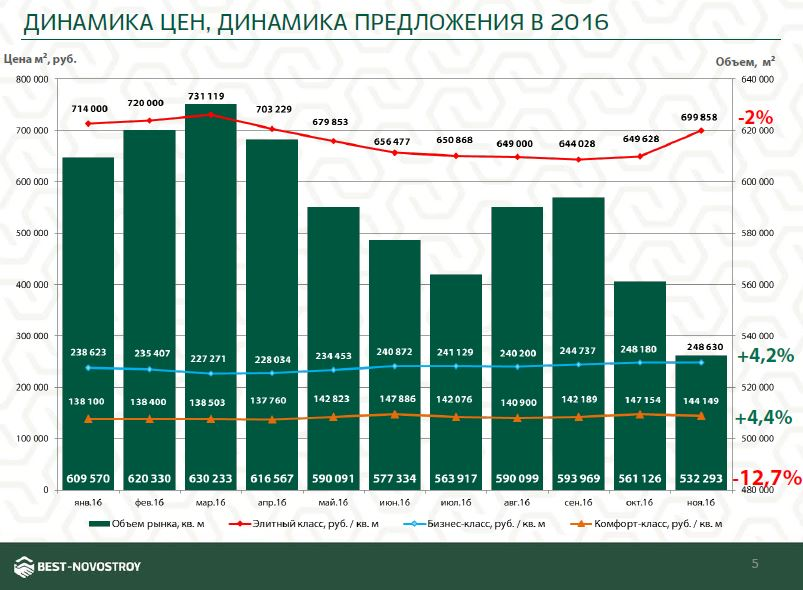 ДИНАМИКА ЦЕН, ДИНАМИКА ПРЕДЛОЖЕНИЯ В 2016
Цена м², руб.
Объем, м²
800 000
700 000
600 000
500 000
400 000
300 000
200 000
100 000
0
640 000
620 000
600 000
580 000
560 000
540 000
520 000
500 000
480 000
714 000 720 000 731 119 703 229 679 853 656 477 650 868 649 000 644 028 649 628 699 858
-2%
238 623 235 407 227 271 228 034 234 453 240 872 241 129 240 200 244 737 248 180 248 630
+4,2%
138 100 138 400 138 503 137 760 142 823 147 886 142 076 140 900 142 189 147 154 144 149
+4,4%
609 570 620 330 630 233 616 567 590 091 577 334 563 917 590 099 593 969 561 126 532 293
-12,7%
янв.16 фев.16 мар.16 апр.16 май.16 июн.16 июл.16 авг.16 сен.16 окт.16 ноя.16
Объем рынка, кв. м Элитный класс, руб. / кв. м Бизнес-класс, руб. / кв. м Комфорт-класс, руб. / кв. м
BEST-NOVOSTROY
5